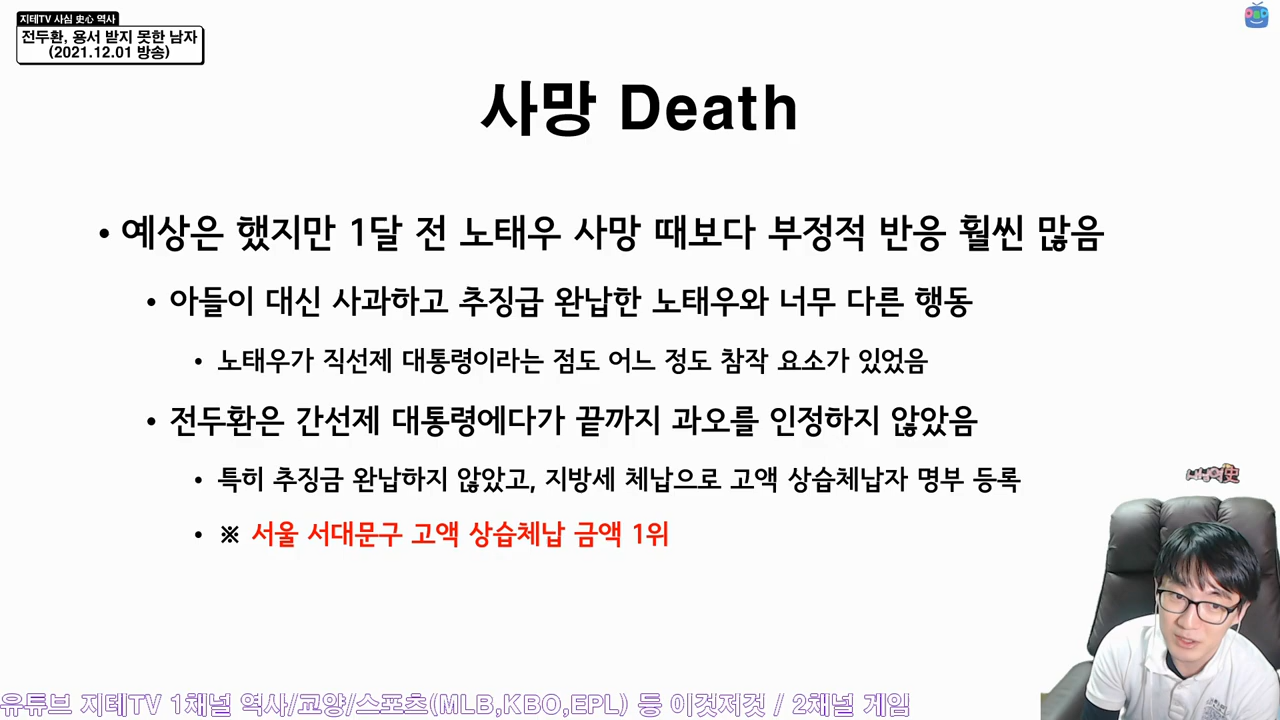 지테TV 사심 史心 역사
전두환, 용서 받지 못한 남자
(2021.12.01 방송)
사망 Death
• 예상은 했지만 1달 전 노태우 사망 때보다 부정적 반응 훨씬 많음
• 아들이 대신 사과하고 추징급 완납한 노태우와 너무 다른 행동
• 노태우가 직선제 대통령이라는 점도 어느 정도 참작 요소가 있었음
• 전두환은 간선제 대통령에다가 끝까지 과오를 인정하지 않았음
• 특히 추징금 완납하지 않았고, 지방세 체납으로 고액 상습체납자 명부 등록
• ※ 서울 서대문구 고액 상습체납 금액 1위
사심역史
유튜브 지테TV 1채널 역사/교양/스포츠(MLB,KBO,EPL) 등 이것저것 / 2채널 게임